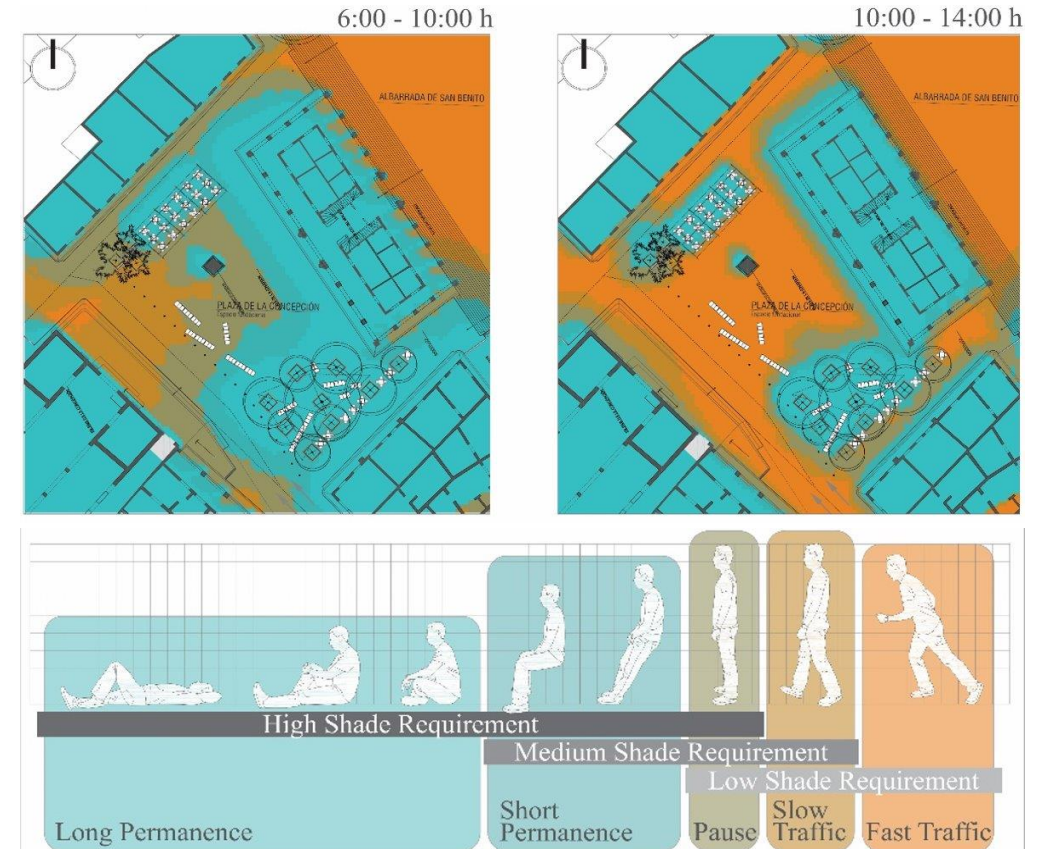 6:00 - 10:00 h
10:00 - 14:00 h
ALBARRADA DE SAN BENITO
ALBARRADA DE SAN BENITO
PLAZA DE LA CONCEPCIÓN
PLAZA DE LA CONCEPCIÓN
High Shade Requirement
Medium Shade Requirement
Low Shade Requirement
Long Permanence
Short
Permanence
Pause
Slow
Traffic
Fast Traffic